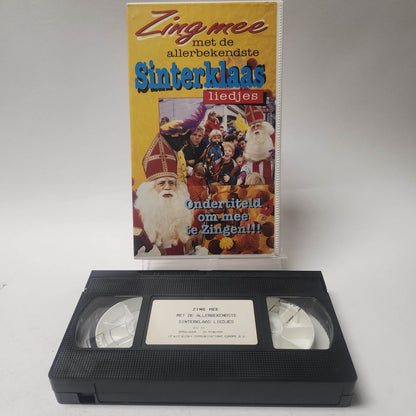 Zing mee
met de
allerbekendste
Sinterklaas
liedjes
Ondertiteld
om mee
te Zingen!!!
ZING MEE
MET DE ALLERBEKENDSTE
SINTERKLAAS LIEDJES